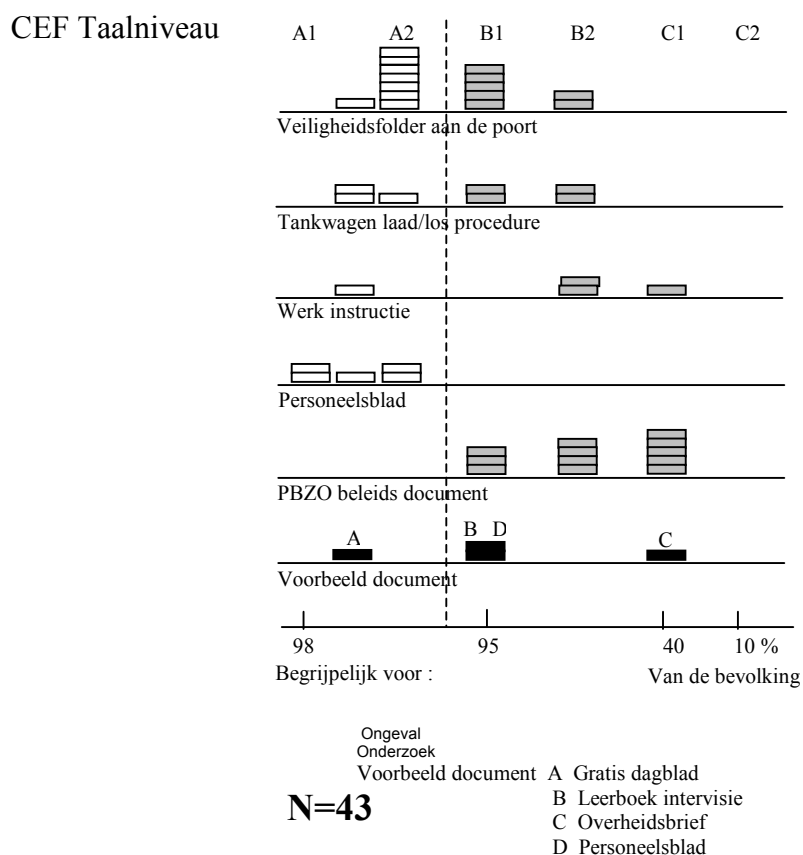 CEF Taalniveau
A1 A2 B1 B2 C1 C2
Veiligheidsfolder aan de poort
Tankwagen laad/los procedure
Werk instructie
Personeelsblad
PBZO beleids document
A B D C
Voorbeeld document
98 95 40 10 %
Begrijpelijk voor : Van de bevolking
Ongeval
Onderzoek
Voorbeeld document A Gratis dagblad
N=43
B Leerboek intervisie
C Overheidsbrief
D Personeelsblad